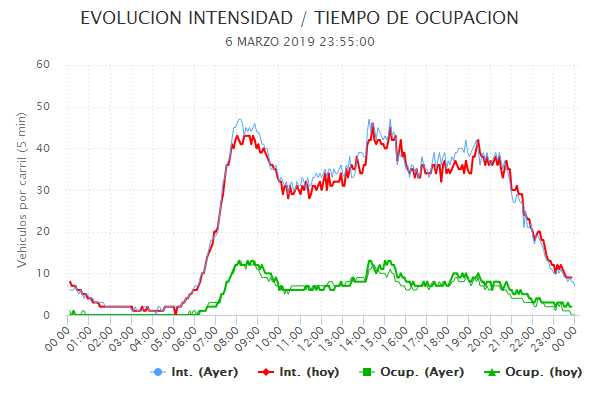 EVOLUCION INTENSIDAD / TIEMPO DE OCUPACION
6 MARZO 2019 23:55:00
Vehiculos por carril (5 min)
60
50
40
30
20
10
0
00:00 01:00 02:00 03:00 04:00 05:00 06:00 07:00 08:00 09:00 10:00 11:00 12:00 13:00 14:00 15:00 16:00 17:00 18:00 19:00 20:00 21:00 22:00 23:00 00:00
Int. (Ayer) Int. (hoy) Ocup. (Ayer) Ocup. (hoy)